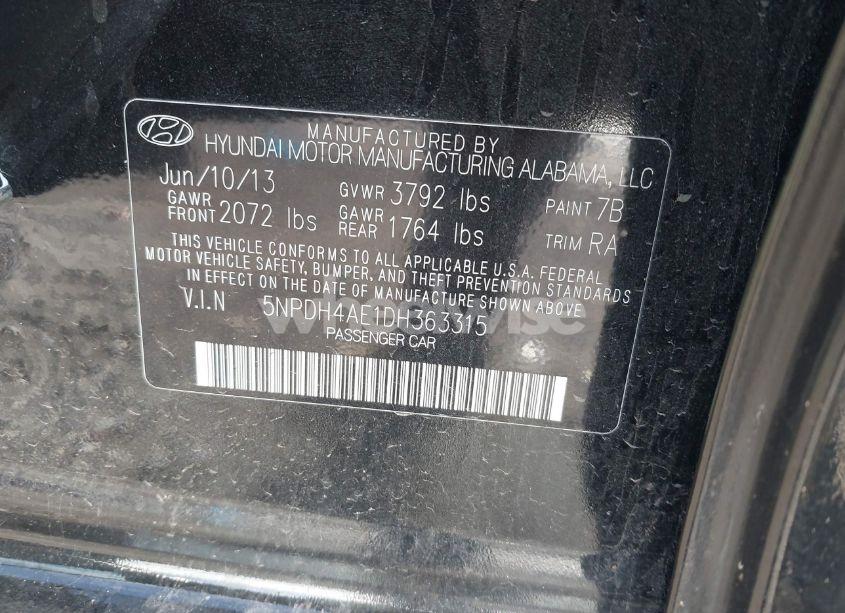 MANUFACTURED BY
HYUNDAI MOTOR MANUFACTURING ALABAMA, LLC
Jun/10/13 GVWR 3792 lbs PAINT 7B
GAWR FRONT 2072 lbs GAWR REAR 1764 lbs TRIM RA
THIS VEHICLE CONFORMS TO ALL APPLICABLE U.S.A. FEDERAL
MOTOR VEHICLE SAFETY, BUMPER, AND THEFT PREVENTION STANDARDS
IN EFFECT ON THE DATE OF MANUFACTURE SHOWN ABOVE
V.I.N 5NPDH4AE1DH363315
PASSENGER CAR